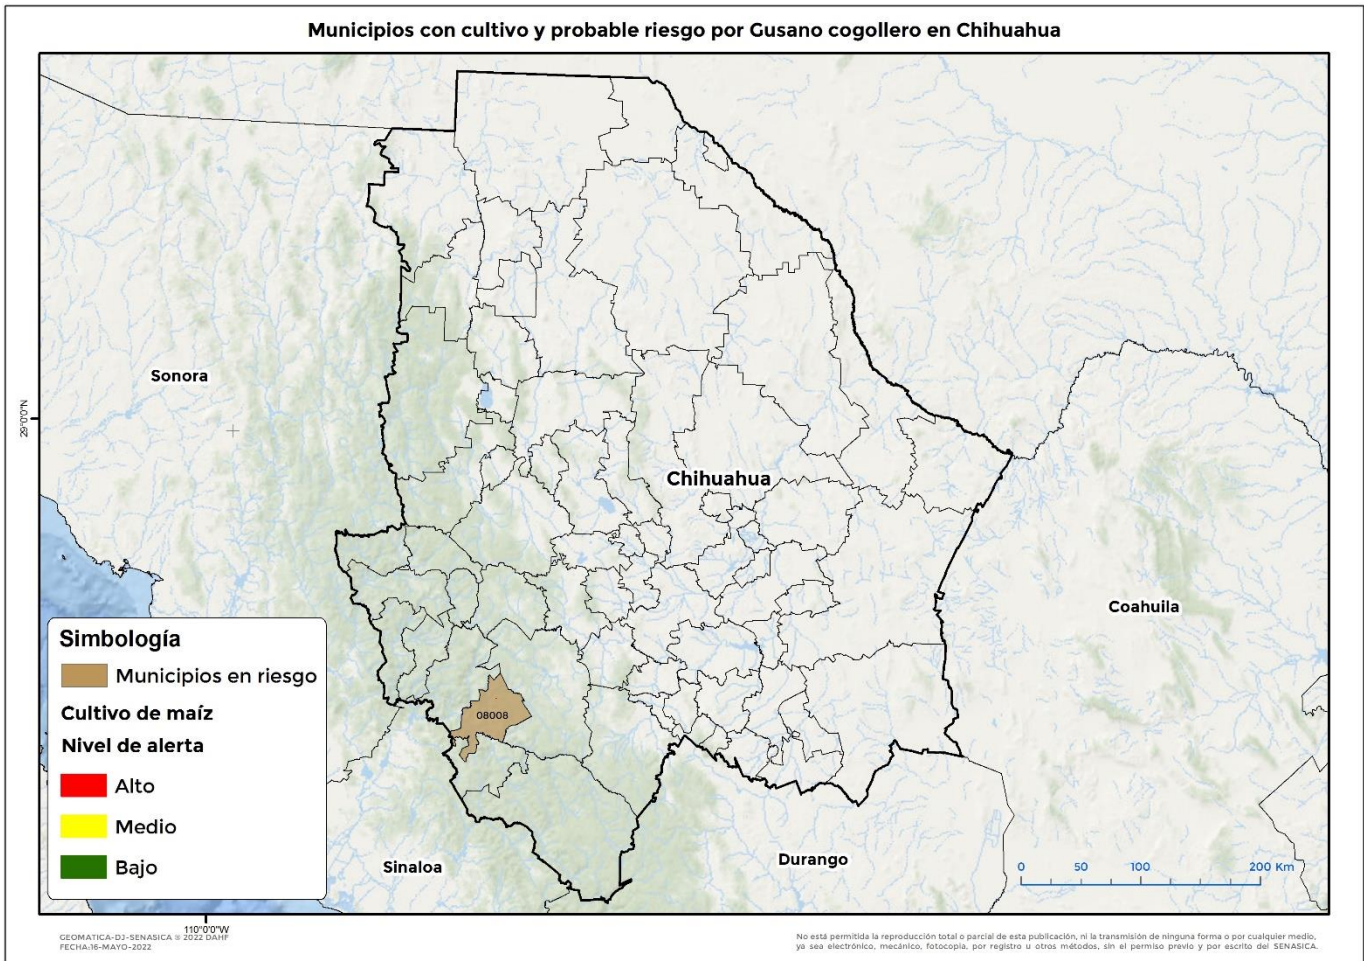 Municipios con cultivo y probable riesgo por Gusano cogollero en Chihuahua
Sonora
29°0'0"N
Chihuahua
Coahuila
Simbología
Municipios en riesgo
Cultivo de maíz
Nivel de alerta
Alto
Medio
Bajo
08008
Sinaloa
Durango
0 50 100 200 Km
110°0'0"W
GEOMATICA-DJ-SENASICA © 2022 DAHF
FECHA:16-MAYO-2022
No está permitida la reproducción total o parcial de esta publicación, ni la transmisión de ninguna forma o por cualquier medio,
ya sea electrónico, mecánico, fotocopia, por registro u otros métodos, sin el permiso previo y por escrito del SENASICA.